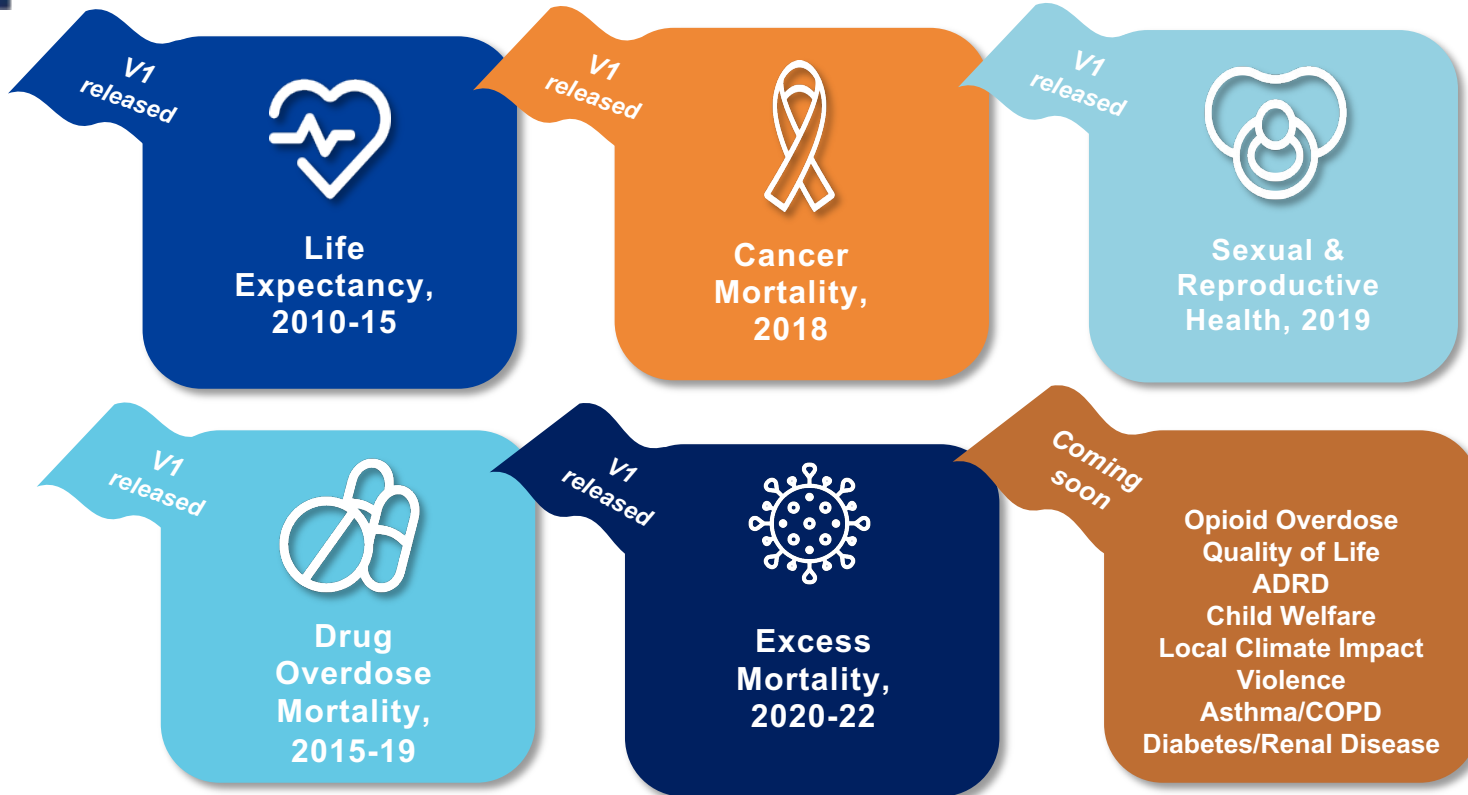 V1
released
Life
Expectancy,
2010-15
V1
released
Cancer
Mortality,
2018
V1
released
Sexual &
Reproductive
Health, 2019
V1
released
Drug
Overdose
Mortality,
2015-19
V1
released
Excess
Mortality,
2020-22
Coming
soon
Opioid Overdose
Quality of Life
ADRD
Child Welfare
Local Climate Impact
Violence
Asthma/COPD
Diabetes/Renal Disease